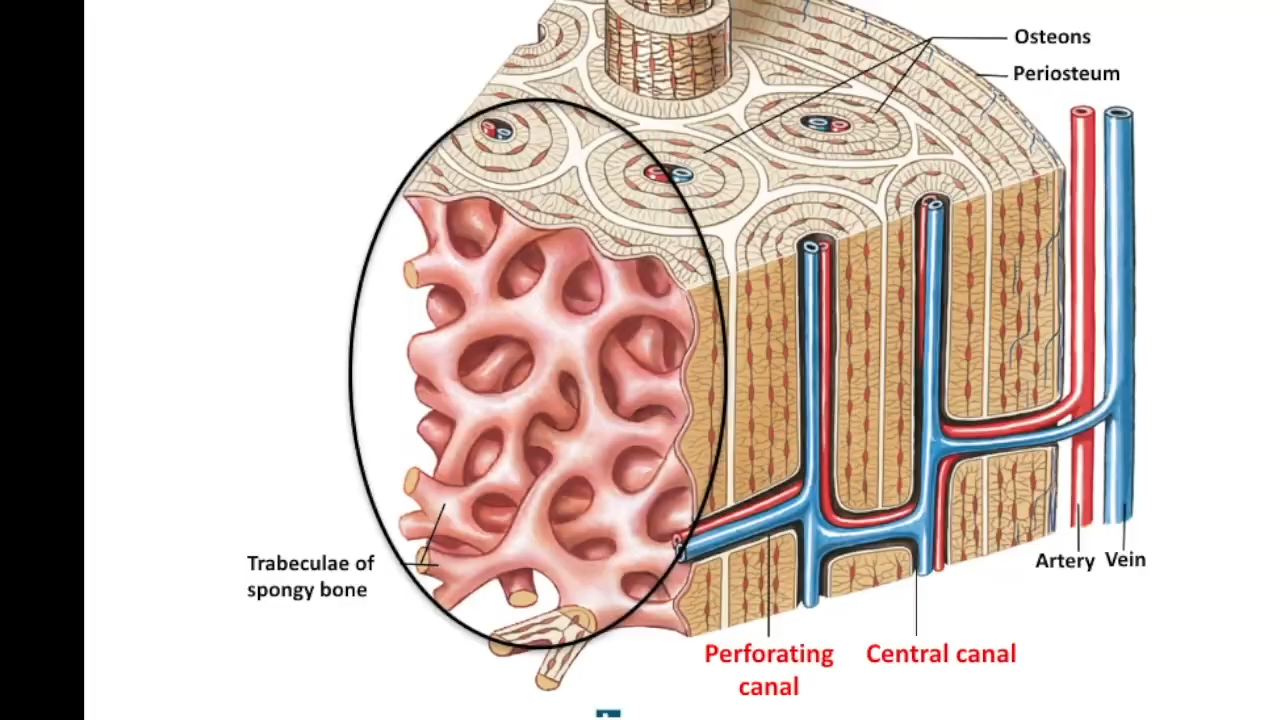 Osteons
Periosteum
Trabeculae of
spongy bone
Artery Vein
Perforating
canal
Central canal